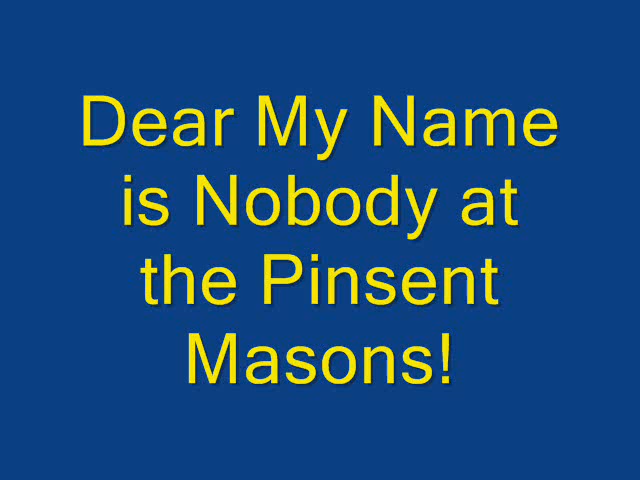 Dear My Name
is Nobody at
the Pinsent
Masons!